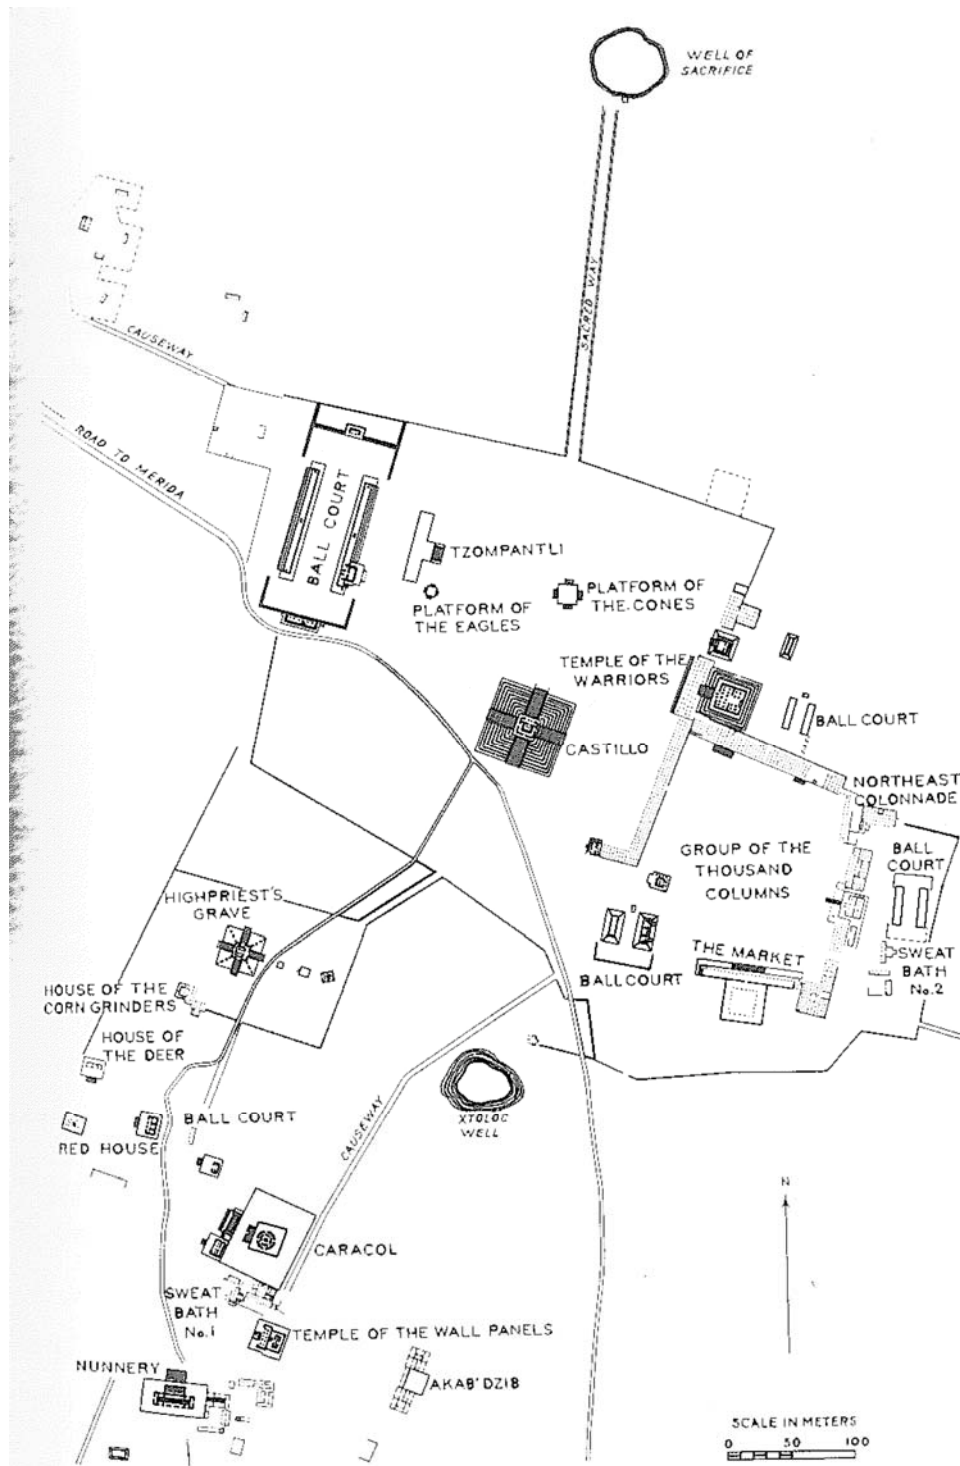 WELL OF
SACRIFICE
SACRED WAY
CAUSEWAY
ROAD TO MERIDA
BALL COURT
TZOMPANTLI
PLATFORM OF
THE EAGLES
PLATFORM OF
THE CONES
TEMPLE OF THE
WARRIORS
CASTILLO
BALL COURT
NORTHEAST
COLONNADE
GROUP OF THE
THOUSAND
COLUMNS
BALL
COURT
HIGHPRIEST'S
GRAVE
THE MARKET
SWEAT
BATH
No.2
BALL COURT
HOUSE OF THE
CORN GRINDERS
HOUSE OF
THE DEER
BALL COURT
RED HOUSE
CAUSEWAY
XTOLOC
WELL
N
CARACOL
SWEAT
BATH
No.1
TEMPLE OF THE WALL PANELS
NUNNERY
AKAB'DZIB
SCALE IN METERS
0 50 100